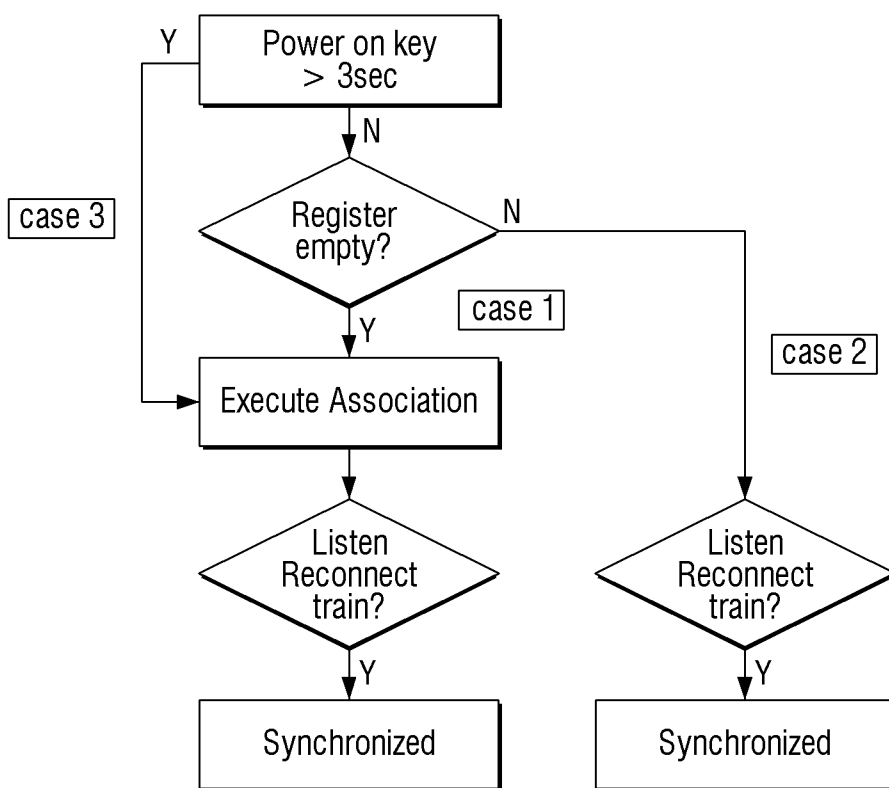 Y
Power on key
> 3sec
N
case 3
Register
empty?
N
case 1
Y
case 2
Execute Association
Listen
Reconnect
train?
Listen
Reconnect
train?
Y
Y
Synchronized
Synchronized